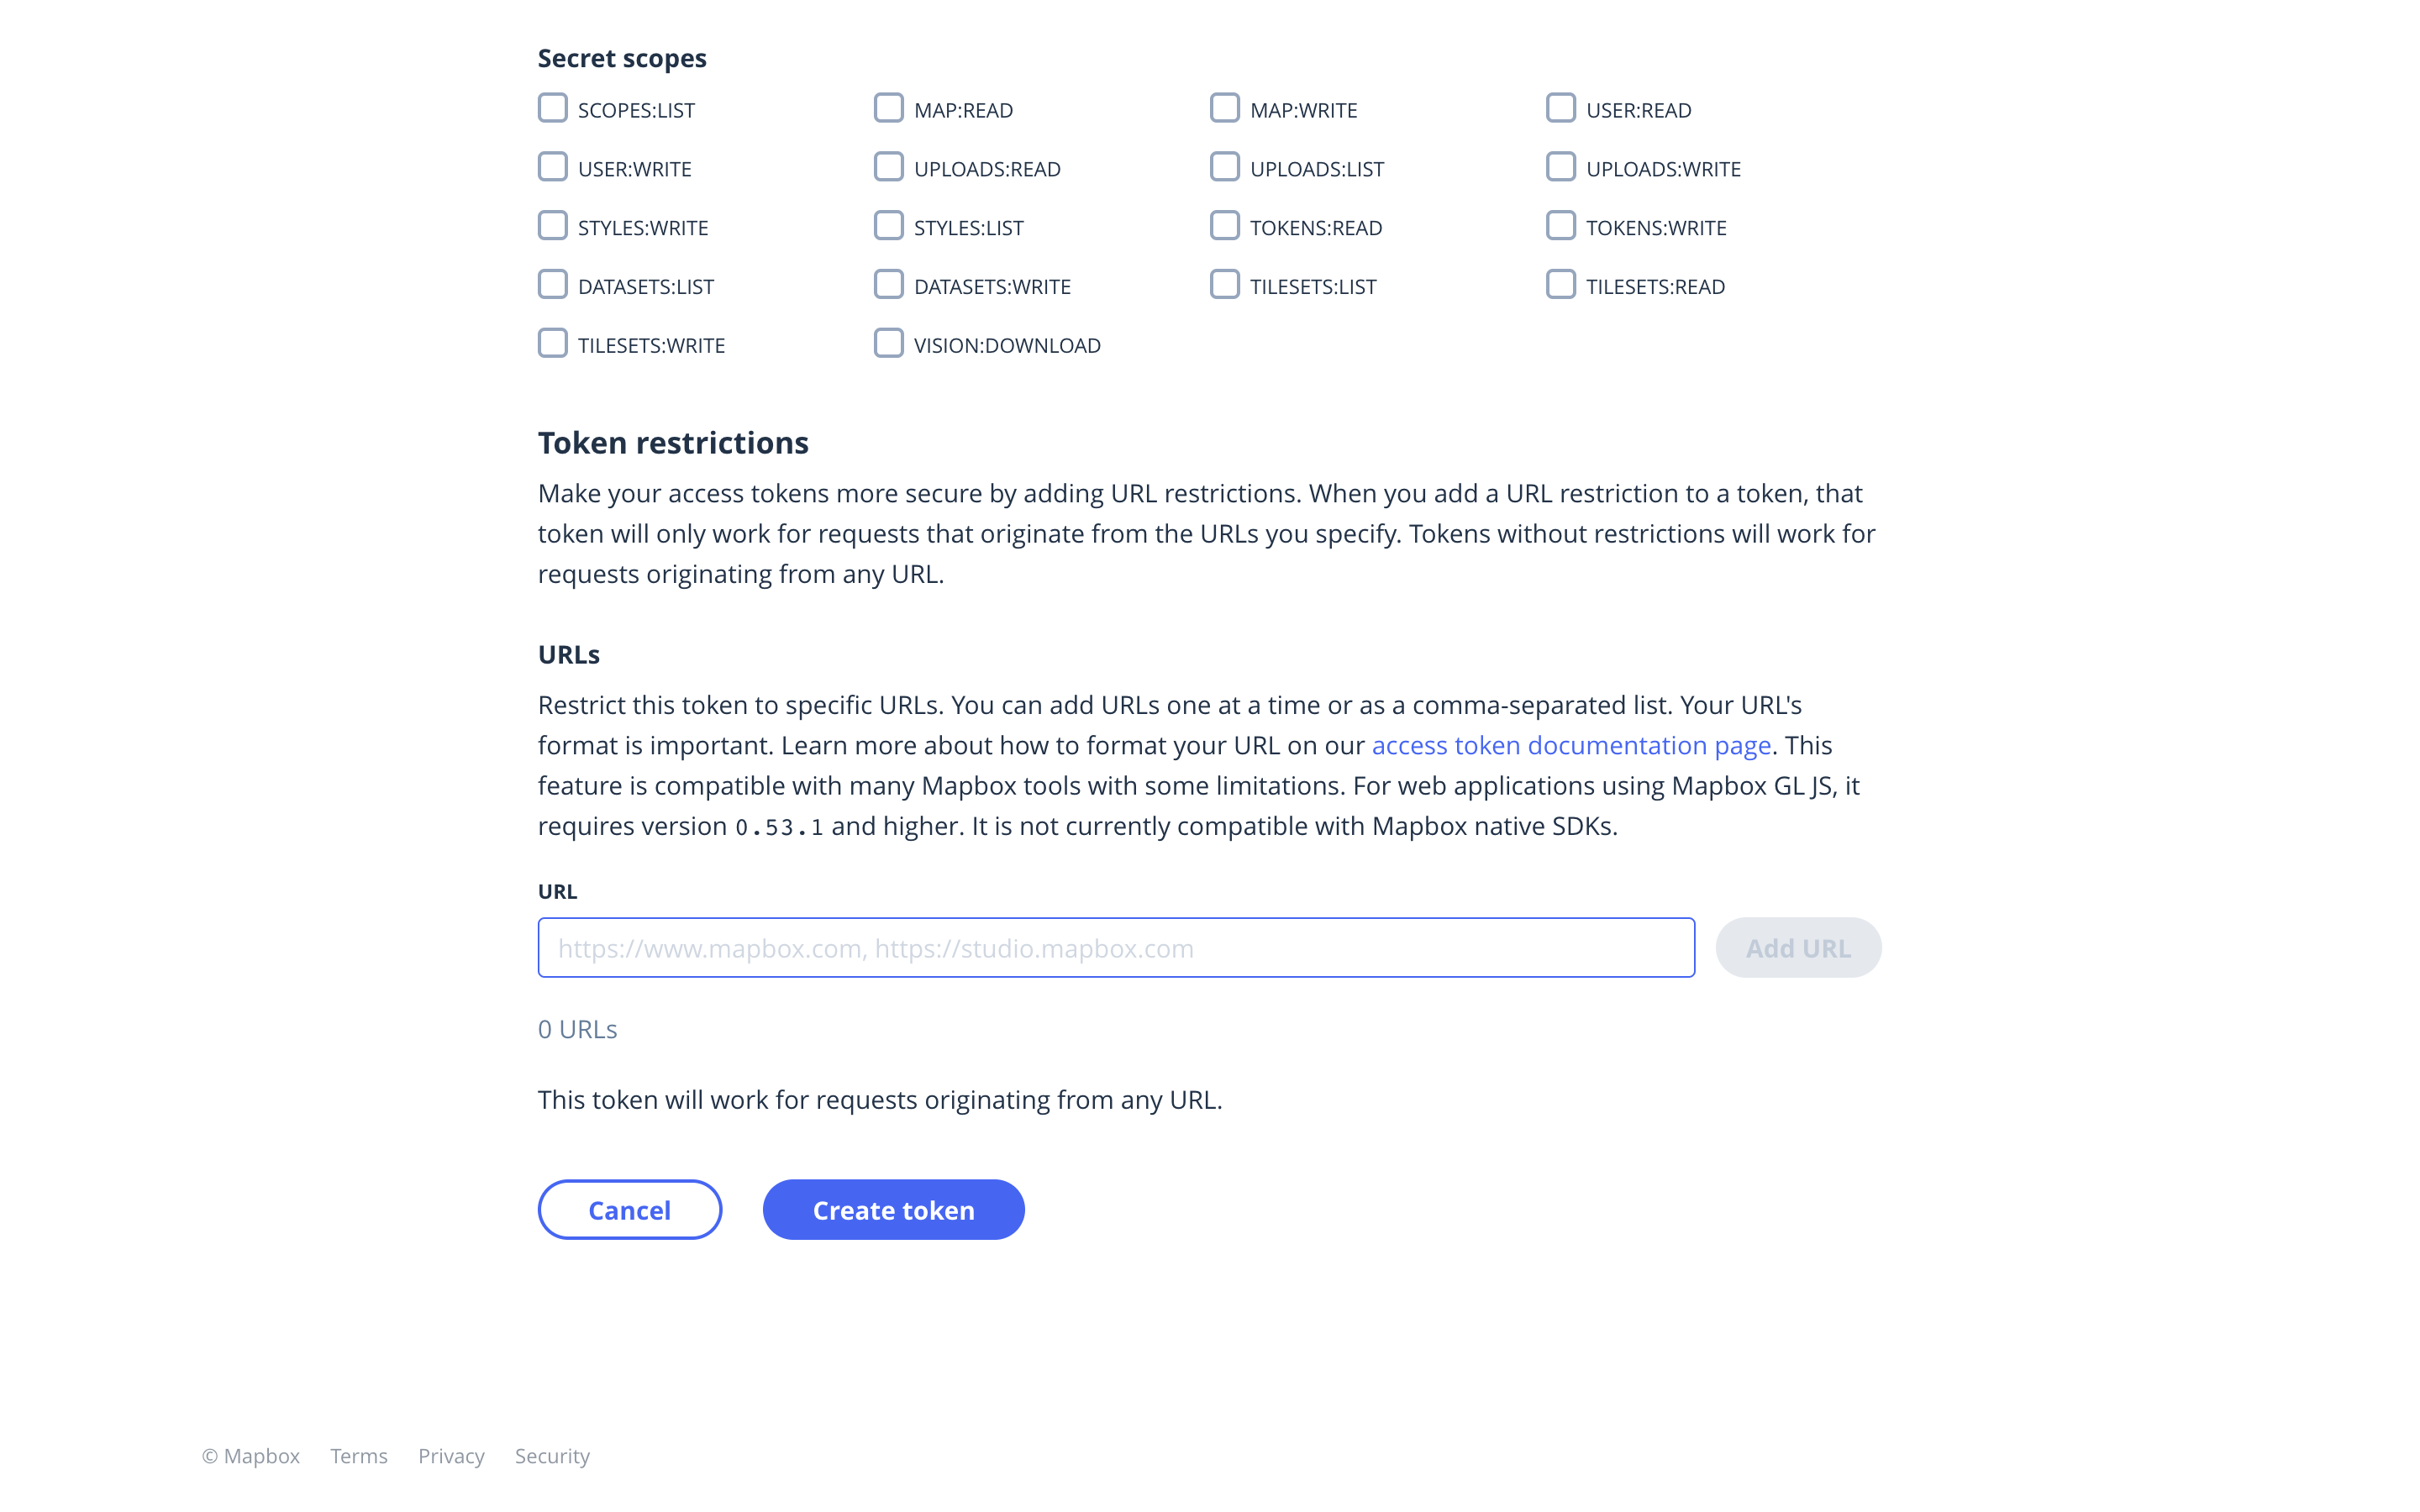 Secret scopes
SCOPES:LIST MAP:READ MAP:WRITE USER:READ
USER:WRITE UPLOADS:READ UPLOADS:LIST UPLOADS:WRITE
STYLES:WRITE STYLES:LIST TOKENS:READ TOKENS:WRITE
DATASETS:LIST DATASETS:WRITE TILESETS:LIST TILESETS:READ
TILESETS:WRITE VISION:DOWNLOAD
Token restrictions
Make your access tokens more secure by adding URL restrictions. When you add a URL restriction to a token, that
token will only work for requests that originate from the URLs you specify. Tokens without restrictions will work for
requests originating from any URL.
URLs
Restrict this token to specific URLs. You can add URLs one at a time or as a comma-separated list. Your URL's
format is important. Learn more about how to format your URL on our access token documentation page. This
feature is compatible with many Mapbox tools with some limitations. For web applications using Mapbox GL JS, it
requires version 0.53.1 and higher. It is not currently compatible with Mapbox native SDKs.
URL
https://www.mapbox.com, https://studio.mapbox.com Add URL
0 URLs
This token will work for requests originating from any URL.
Cancel Create token
© Mapbox Terms Privacy Security